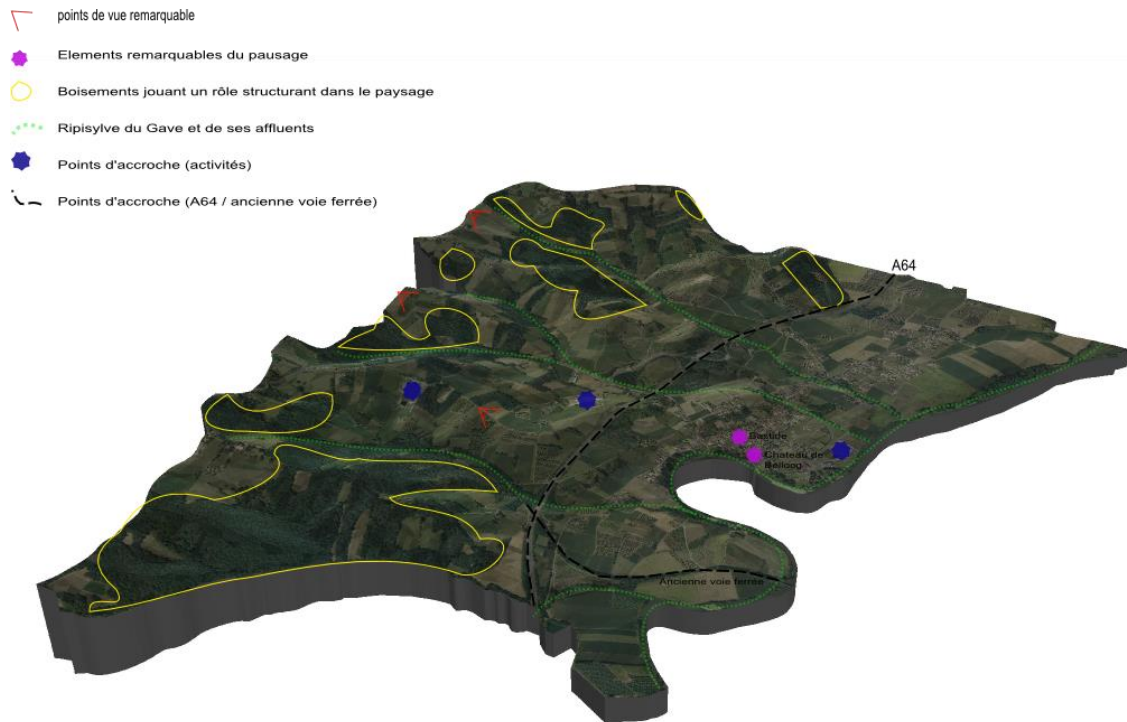 points de vue remarquable
Elements remarquables du pausage
Boisements jouant un rôle structurant dans le paysage
Ripisylve du Gave et de ses affluents
Points d'accroche (activités)
Points d'accroche (A64 / ancienne voie ferrée)
A64
Bastide
Chateau de
Bellocq
Ancienne voie ferrée